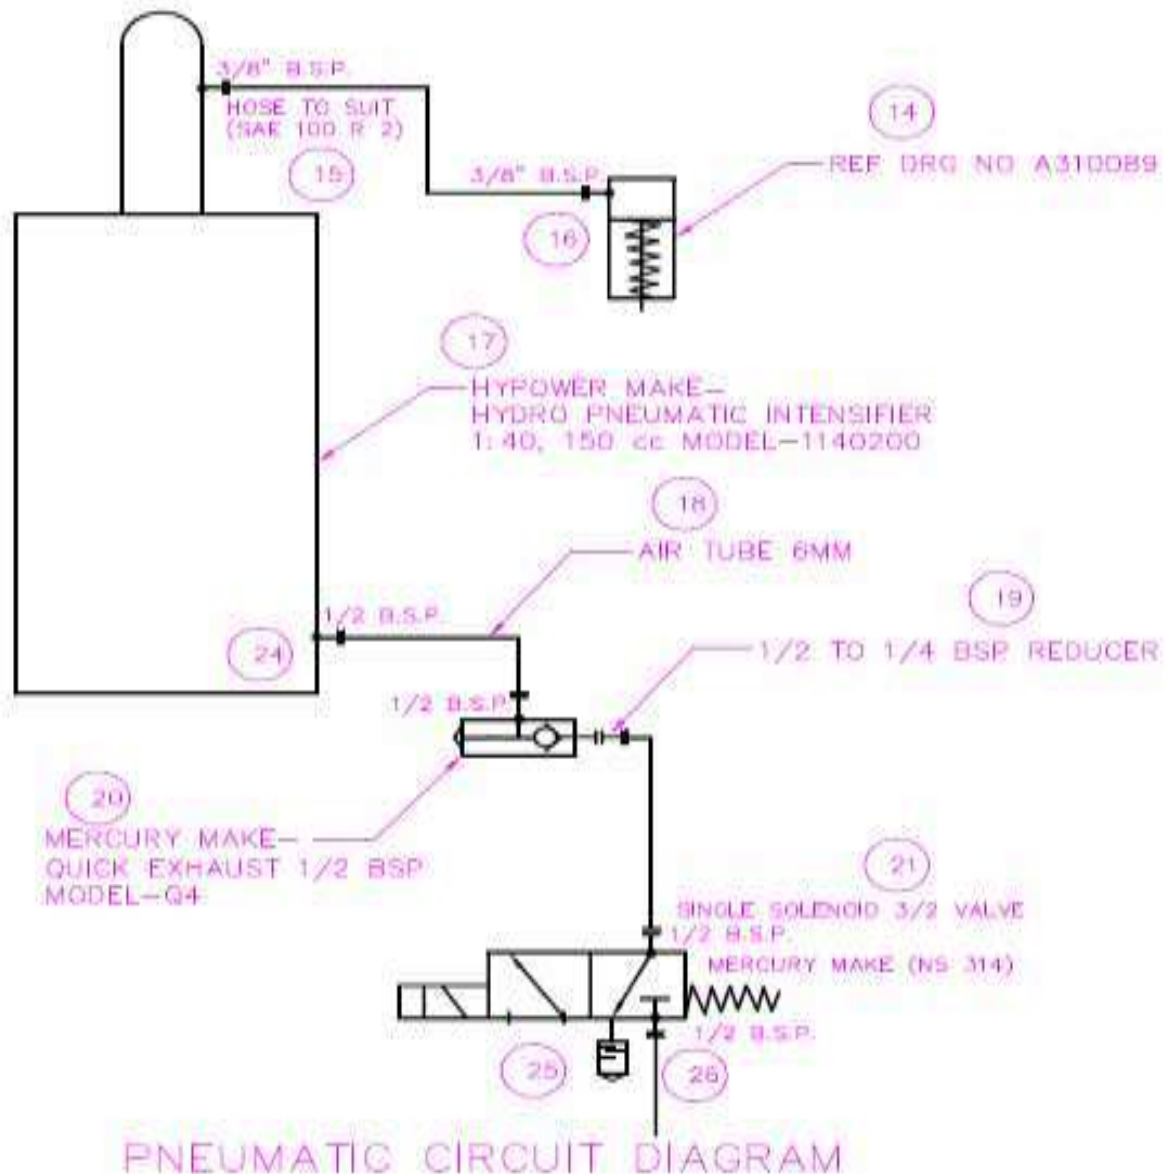 3/8" B.S.P.
HOSE TO SUIT
(SAE 100 R 2)
15
14
REF DRG NO A310089
3/8" B.S.P.
16
17
HYPOWER MAKE-
HYDRO PNEUMATIC INTENSIFIER
1:40, 150 cc MODEL-1140200
18
AIR TUBE 6MM
19
1/2 TO 1/4 BSP REDUCER
1/2 B.S.P.
24
1/2 B.S.P.
20
MERCURY MAKE-
QUICK EXHAUST 1/2 BSP
MODEL-Q4
21
SINGLE SOLENOID 3/2 VALVE
1/2 B.S.P.
MERCURY MAKE (NS 314)
1/2 B.S.P.
25
26
PNEUMATIC CIRCUIT DIAGRAM